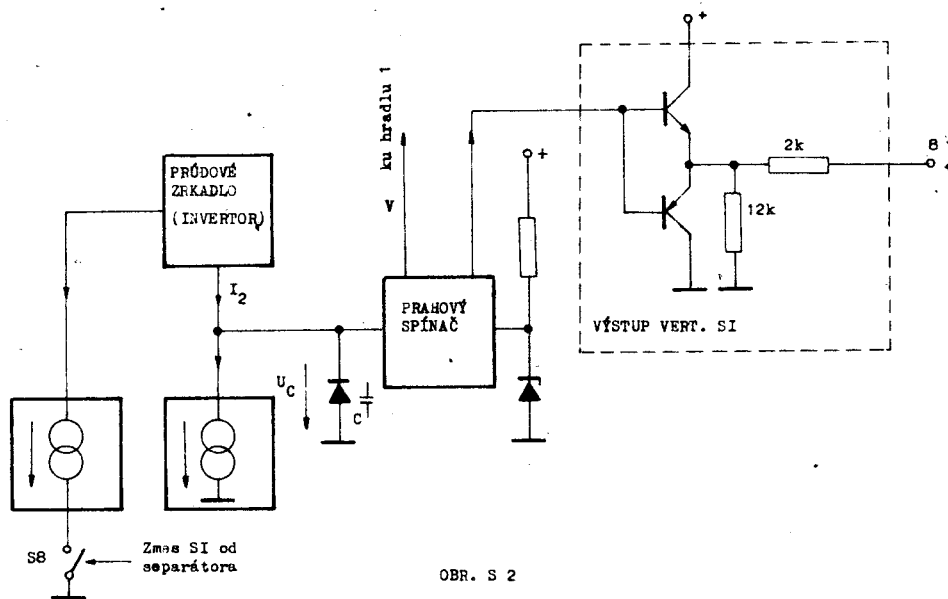 +
ku hradlu 1
V
2k
8
PRÚDOVÉ
ZRKADLO
(INVERTOR)
+
12k
I2
PRAHOVÝ
SPÍNAČ
VÝSTUP VERT. SI
UC
C
S8
Zmes SI od
separátora
OBR. S 2